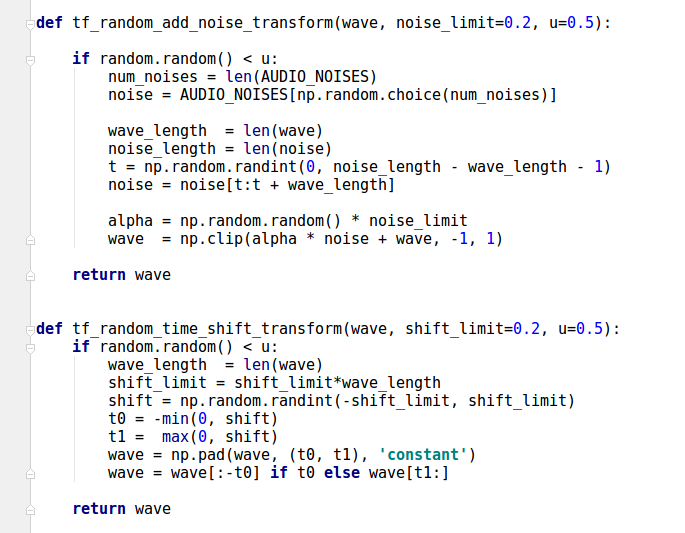 def tf_random_add_noise_transform(wave, noise_limit=0.2, u=0.5):
if random.random() < u:
num_noises = len(AUDIO_NOISES)
noise = AUDIO_NOISES[np.random.choice(num_noises)]
wave_length  = len(wave)
noise_length = len(noise)
t = np.random.randint(0, noise_length - wave_length - 1)
noise = noise[t:t + wave_length]
alpha = np.random.random() * noise_limit
wave  = np.clip(alpha * noise + wave, -1, 1)
return wave
def tf_random_time_shift_transform(wave, shift_limit=0.2, u=0.5):
if random.random() < u:
wave_length  = len(wave)
shift_limit = shift_limit*wave_length
shift = np.random.randint(-shift_limit, shift_limit)
t0 = -min(0, shift)
t1 =  max(0, shift)
wave = np.pad(wave, (t0, t1), 'constant')
wave = wave[:-t0] if t0 else wave[t1:]
return wave